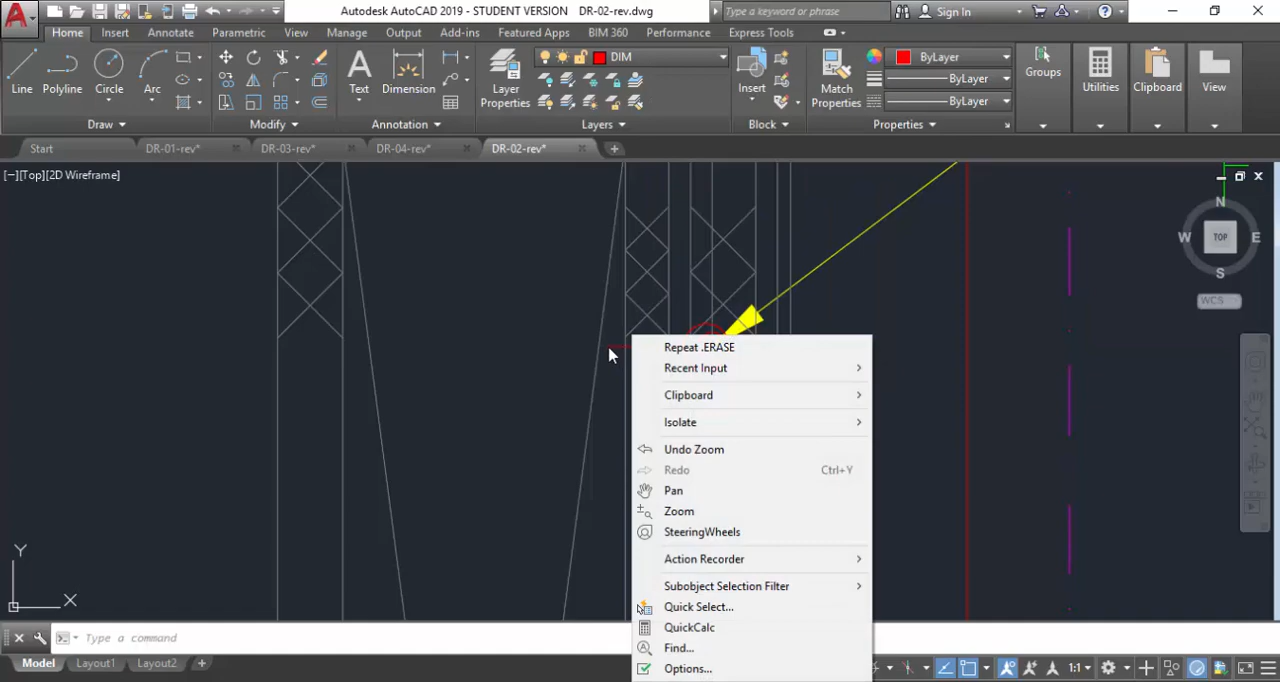 Autodesk AutoCAD 2019 - STUDENT VERSION DR-02-rev.dwg
Type a keyword or phrase
Sign In
Home Insert Annotate Parametric View Manage Output Add-ins Featured Apps BIM 360 Performance Express Tools
Line Polyline Circle Arc
Text Dimension
Layer Properties
DIM
Insert
Match Properties
ByLayer
ByLayer
ByLayer
Groups Utilities Clipboard View
Draw Modify Annotation Layers Block Properties
Start DR-01-rev* DR-03-rev* DR-04-rev* DR-02-rev*
[−][Top][2D Wireframe]
N
W TOP E
S
WCS
Repeat .ERASE
Recent Input
Clipboard
Isolate
Undo Zoom
Redo Ctrl+Y
Pan
Zoom
SteeringWheels
Action Recorder
Subobject Selection Filter
Quick Select...
QuickCalc
Find...
Options...
Y
X
Type a command
Model Layout1 Layout2
1:1